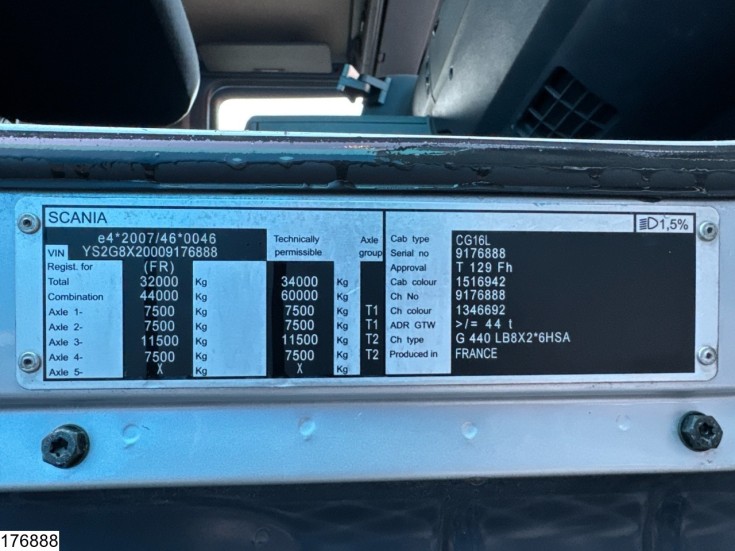 SCANIA
e4*2007/46*0046
VIN YS2G8X20009176888
Technically permissible Axle group
Regist. for (FR)
Total 32000 Kg 34000 Kg
Combination 44000 Kg 60000 Kg
Axle 1- 7500 Kg 7500 Kg T1
Axle 2- 7500 Kg 7500 Kg T1
Axle 3- 11500 Kg 11500 Kg T2
Axle 4- 7500 Kg 7500 Kg T2
Axle 5- X Kg X Kg
1,5%
Cab type CG16L
Serial no 9176888
Approval T 129 Fh
Cab colour 1516942
Ch No 9176888
Ch colour 1346692
ADR GTW >/= 44 t
Ch type G 440 LB8X2*6HSA
Produced in FRANCE
176888